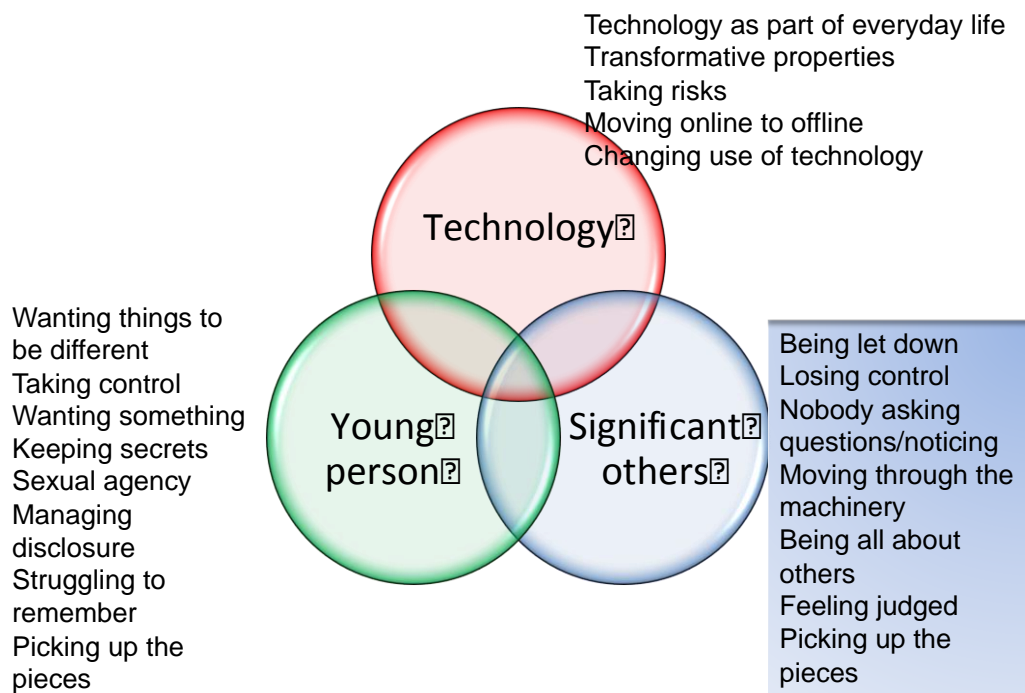 Technology as part of everyday life
Transformative properties
Taking risks
Moving online to offline
Changing use of technology
Technology⍰
Young⍰
person⍰
Significant⍰
others⍰
Wanting things to
be different
Taking control
Wanting something
Keeping secrets
Sexual agency
Managing
disclosure
Struggling to
remember
Picking up the
pieces
Being let down
Losing control
Nobody asking
questions/noticing
Moving through the
machinery
Being all about
others
Feeling judged
Picking up the
pieces